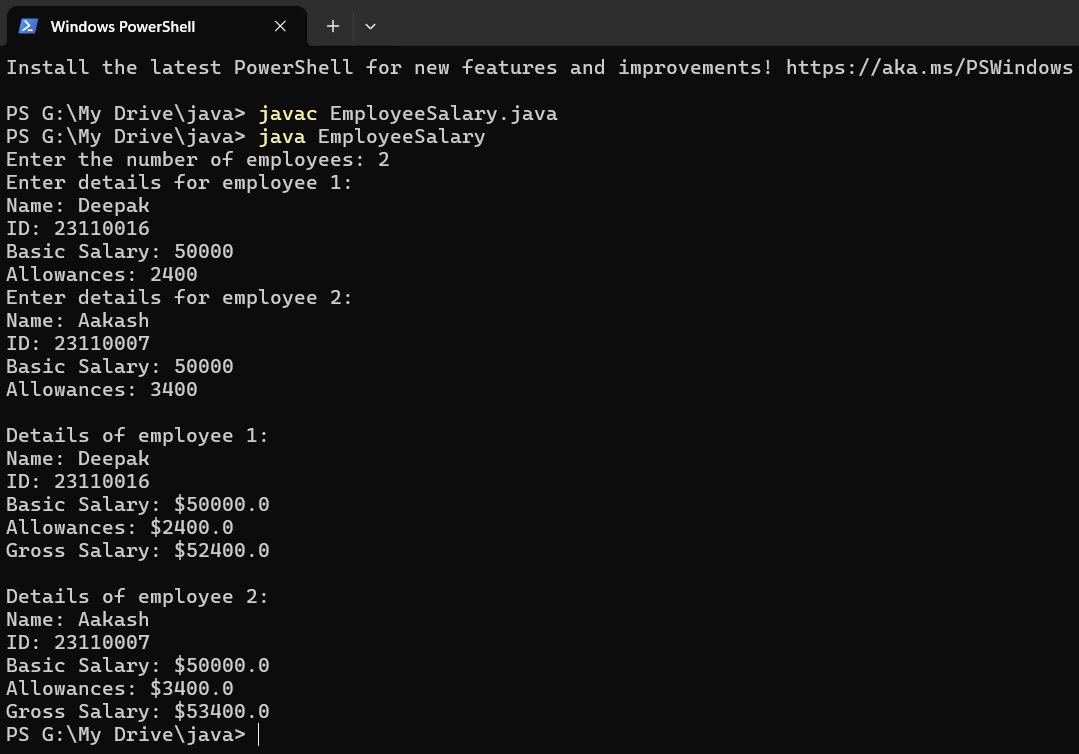 Windows PowerShell
Install the latest PowerShell for new features and improvements! https://aka.ms/PSWindows
PS G:\My Drive\java> javac EmployeeSalary.java
PS G:\My Drive\java> java EmployeeSalary
Enter the number of employees: 2
Enter details for employee 1:
Name: Deepak
ID: 23110016
Basic Salary: 50000
Allowances: 2400
Enter details for employee 2:
Name: Aakash
ID: 23110007
Basic Salary: 50000
Allowances: 3400
Details of employee 1:
Name: Deepak
ID: 23110016
Basic Salary: $50000.0
Allowances: $2400.0
Gross Salary: $52400.0
Details of employee 2:
Name: Aakash
ID: 23110007
Basic Salary: $50000.0
Allowances: $3400.0
Gross Salary: $53400.0
PS G:\My Drive\java>